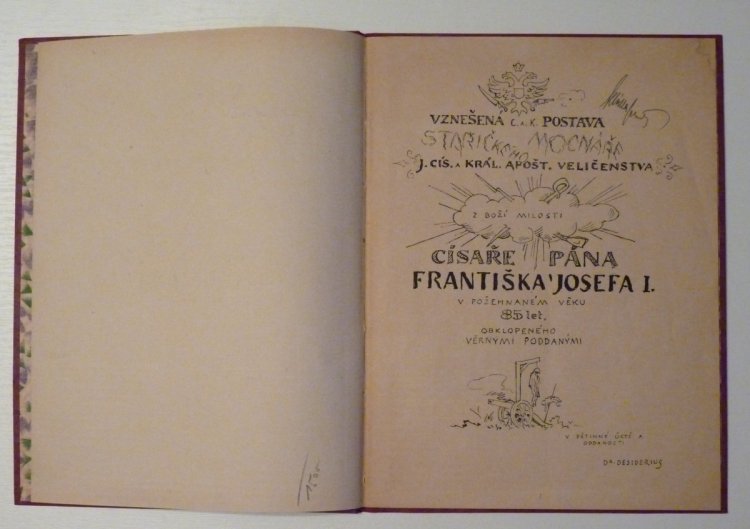 VZNEŠENÁ C. A K. POSTAVA
STAŘIČKÉHO MOCNÁŘE
J. CÍS. A KRÁL. APOŠT. VELIČENSTVA
Z BOŽÍ MILOSTI
CÍSAŘE PÁNA
FRANTIŠKA JOSEFA I.
V POŽEHNANÉM VĚKU
85 let,
OBKLOPENÉHO
VĚRNÝMI PODDANÝMI
V DĚTINNÉ ÚCTĚ A
ODDANOSTI
DR. DESIDERIUS